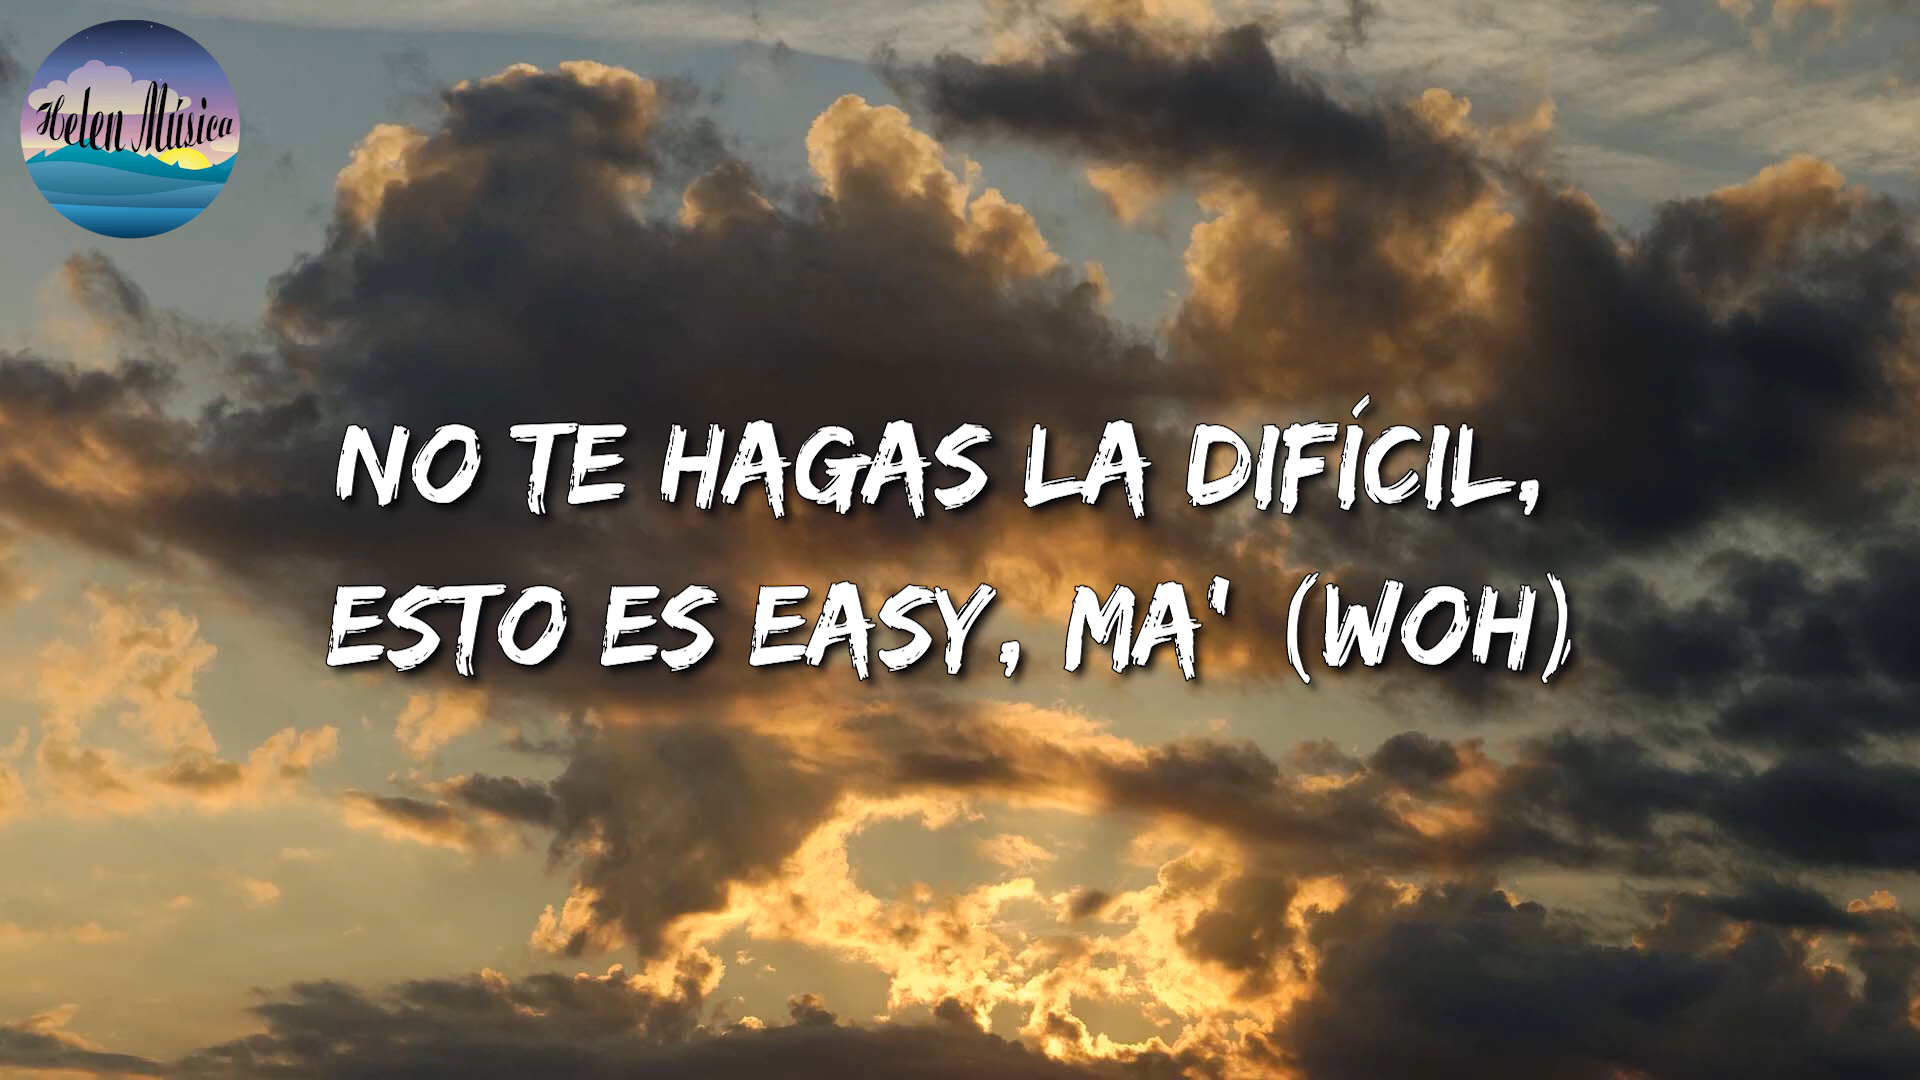 Helen Música
NO TE HAGAS LA DIFÍCIL,
ESTO ES EASY, MA' (WOH)